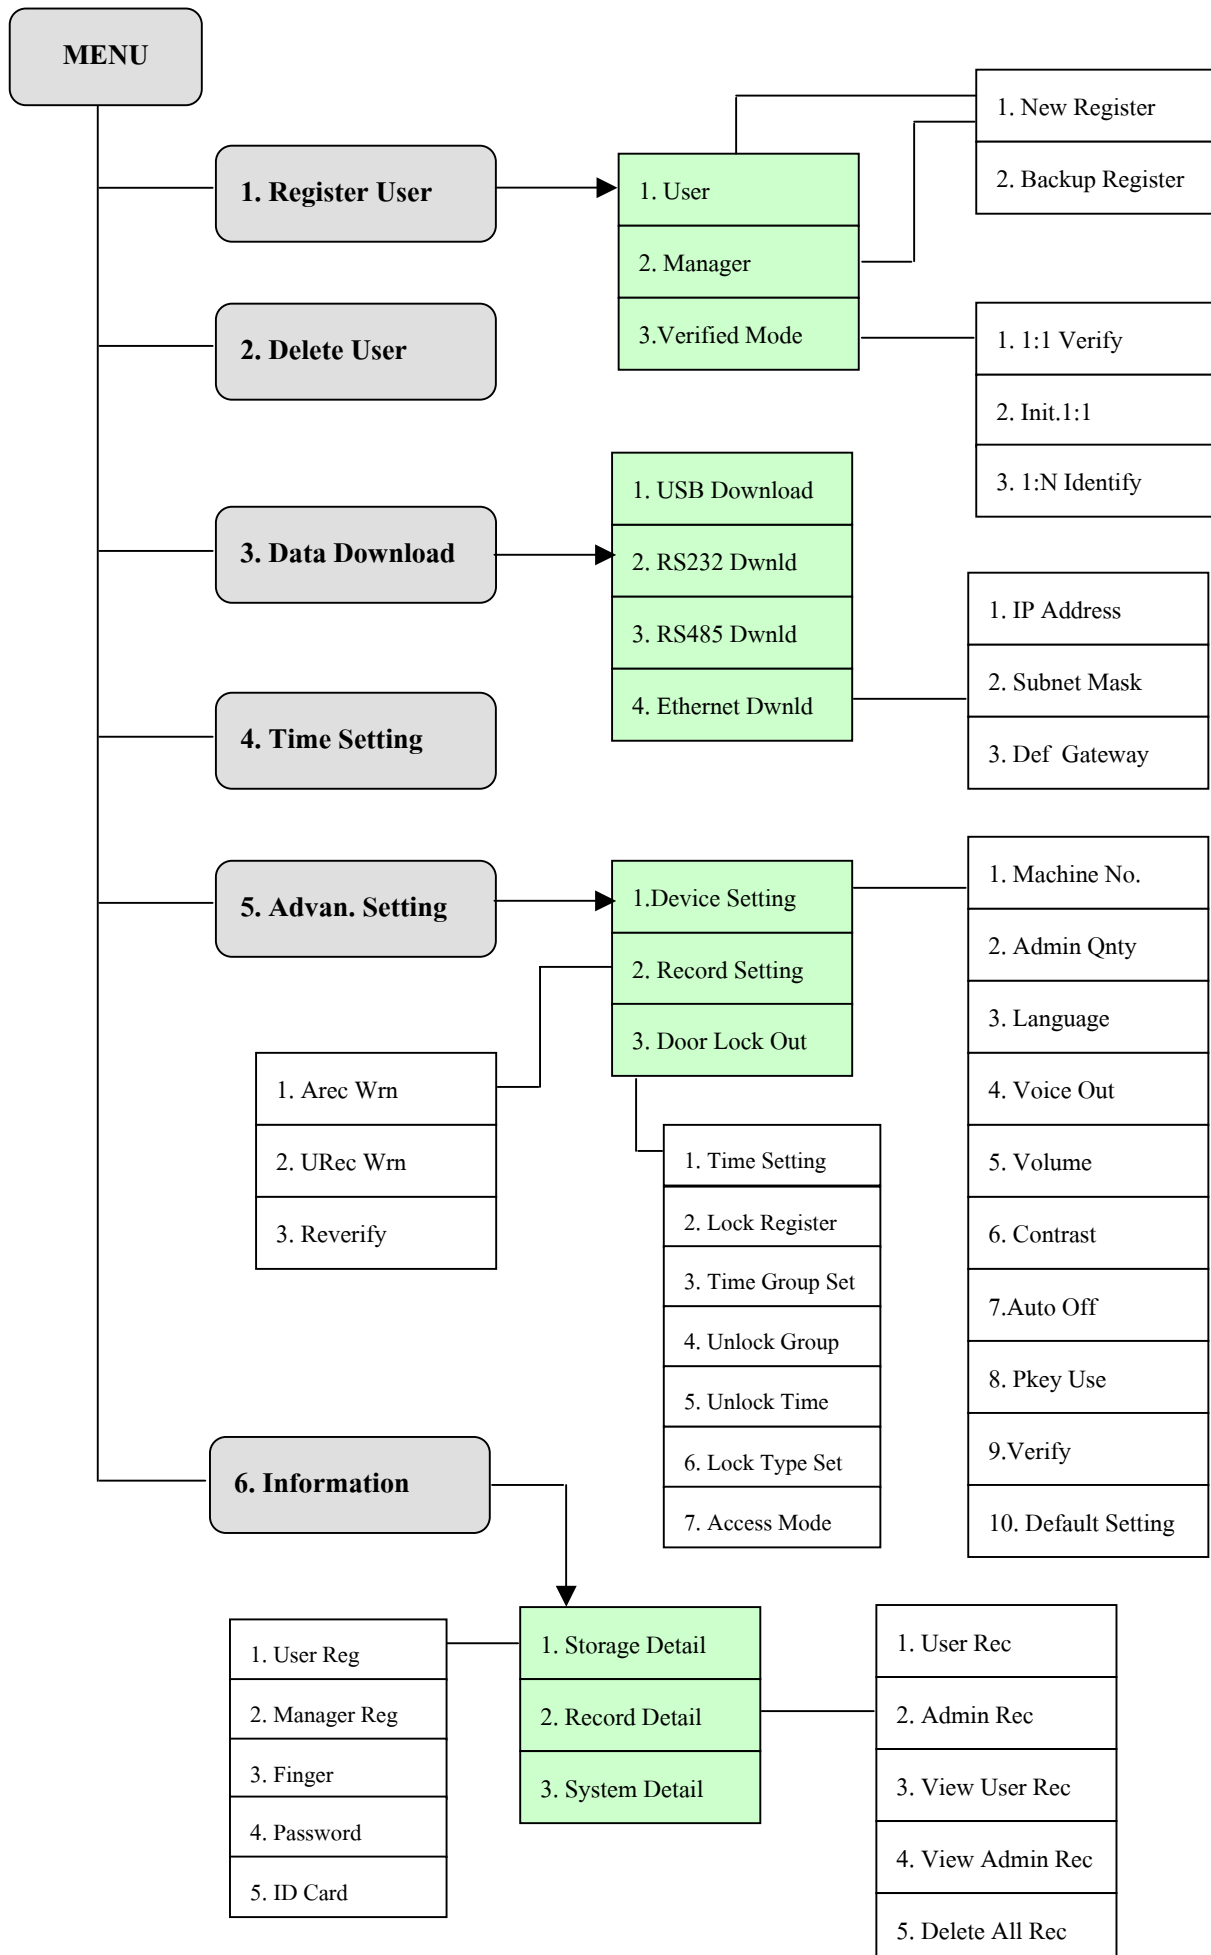 MENU
1. Register User
1. User
2. Manager
3.Verified Mode
1. New Register
2. Backup Register
1. 1:1 Verify
2. Init.1:1
3. 1:N Identify
2. Delete User
3. Data Download
1. USB Download
2. RS232 Dwnld
3. RS485 Dwnld
4. Ethernet Dwnld
1. IP Address
2. Subnet Mask
3. Def  Gateway
4. Time Setting
5. Advan. Setting
1.Device Setting
2. Record Setting
3. Door Lock Out
1. Machine No.
2. Admin Qnty
3. Language
4. Voice Out
5. Volume
6. Contrast
7.Auto Off
8. Pkey Use
9.Verify
10. Default Setting
1. Arec Wrn
2. URec Wrn
3. Reverify
1. Time Setting
2. Lock Register
3. Time Group Set
4. Unlock Group
5. Unlock Time
6. Lock Type Set
7. Access Mode
6. Information
1. Storage Detail
2. Record Detail
3. System Detail
1. User Reg
2. Manager Reg
3. Finger
4. Password
5. ID Card
1. User Rec
2. Admin Rec
3. View User Rec
4. View Admin Rec
5. Delete All Rec